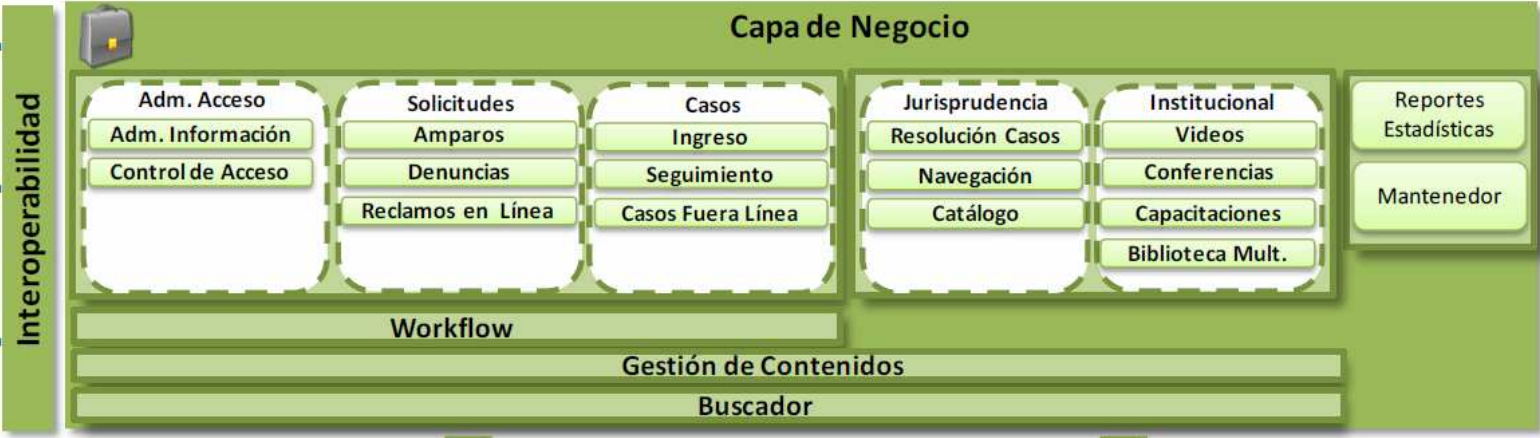 Interoperabilidad
Capa de Negocio
Adm. Acceso
Adm. Información
Control de Acceso
Solicitudes
Amparos
Denuncias
Reclamos en Línea
Casos
Ingreso
Seguimiento
Casos Fuera Línea
Jurisprudencia
Resolución Casos
Navegación
Catálogo
Institucional
Videos
Conferencias
Capacitaciones
Biblioteca Mult.
Reportes
Estadísticas
Mantenedor
Workflow
Gestión de Contenidos
Buscador